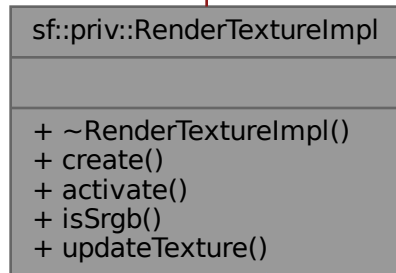 sf::priv::RenderTextureImpl
+ ~RenderTextureImpl()
+ create()
+ activate()
+ isSrgb()
+ updateTexture()